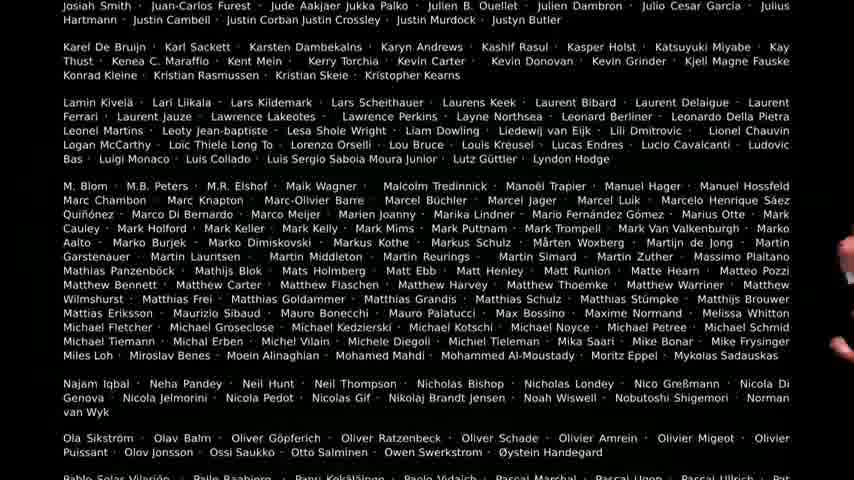 Josiah Smith · Juan-Carlos Furest · Jude Aakjaer Jukka Palko · Julien B. Ouellet · Julien Dambron · Julio Cesar Garcia · Julius
Hartmann · Justin Cambell · Justin Corban Justin Crossley · Justin Murdock · Justyn Butler
Karel De Bruijn · Karl Sackett · Karsten Dambekalns · Karyn Andrews · Kashif Rasul · Kasper Holst · Katsuyuki Miyabe · Kay
Thust · Kenea C. Maraffio · Kent Mein · Kerry Torchia · Kevin Carter · Kevin Donovan · Kevin Grinder · Kjell Magne Fauske
Konrad Kleine · Kristian Rasmussen · Kristian Skeie · Kristopher Kearns
Lamin Kivelä · Lari Liikala · Lars Kildemark · Lars Scheithauer · Laurens Keek · Laurent Bibard · Laurent Delaigue · Laurent
Ferrari · Laurent Jauze · Lawrence Lakeotes · Lawrence Perkins · Layne Northsea · Leonard Berliner · Leonardo Della Pietra
Leonel Martins · Leoty Jean-baptiste · Lesa Shole Wright · Liam Dowling · Liedewij van Eijk · Lili Dmitrovic · Lionel Chauvin
Logan McCarthy · Loïc Thiele Long To · Lorenzo Orselli · Lou Bruce · Louis Kreusel · Lucas Endres · Lucio Cavalcanti · Ludovic
Bas · Luigi Monaco · Luis Collado · Luis Sergio Saboia Moura Junior · Lutz Güttler · Lyndon Hodge
M. Blom · M.B. Peters · M.R. Elshof · Maik Wagner · Malcolm Tredinnick · Manoël Trapier · Manuel Hager · Manuel Hossfeld
Marc Chambon · Marc Knapton · Marc-Olivier Barre · Marcel Büchler · Marcel Jager · Marcel Luik · Marcelo Henrique Sáez
Quiñónez · Marco Di Bernardo · Marco Meijer · Marien Joanny · Marika Lindner · Mario Fernández Gómez · Marius Otte · Mark
Cauley · Mark Holford · Mark Keller · Mark Kelly · Mark Mims · Mark Puttnam · Mark Trompell · Mark Van Valkenburgh · Marko
Aalto · Marko Burjek · Marko Dimiskovski · Markus Kothe · Markus Schulz · Mårten Woxberg · Martijn de Jong · Martin
Garstenauer · Martin Lauritsen · Martin Middleton · Martin Reurings · Martin Simard · Martin Zuther · Massimo Plaitano
Mathias Panzenböck · Mathijs Blok · Mats Holmberg · Matt Ebb · Matt Henley · Matt Runion · Matte Hearn · Matteo Pozzi
Matthew Bennett · Matthew Carter · Matthew Flaschen · Matthew Harvey · Matthew Thoemke · Matthew Warriner · Matthew
Wilmshurst · Matthias Frei · Matthias Goldammer · Matthias Grandis · Matthias Schulz · Matthias Stümpke · Matthijs Brouwer
Mattias Eriksson · Maurizio Sibaud · Mauro Bonecchi · Mauro Palatucci · Max Bossino · Maxime Normand · Melissa Whitton
Michael Fletcher · Michael Groseclose · Michael Kedzierski · Michael Kotschi · Michael Noyce · Michael Petree · Michael Schmid
Michael Tiemann · Michal Erben · Michel Vilain · Michele Diegoli · Michiel Tieleman · Mika Saari · Mike Bonar · Mike Frysinger
Miles Loh · Miroslav Benes · Moein Alinaghian · Mohamed Mahdi · Mohammed Al-Moustady · Moritz Eppel · Mykolas Sadauskas
Najam Iqbal · Neha Pandey · Neil Hunt · Neil Thompson · Nicholas Bishop · Nicholas Londey · Nico Greßmann · Nicola Di
Genova · Nicola Jelmorini · Nicola Pedot · Nicolas Gif · Nikolaj Brandt Jensen · Noah Wiswell · Nobutoshi Shigemori · Norman
van Wyk
Ola Sikström · Olav Balm · Oliver Göpferich · Oliver Ratzenbeck · Oliver Schade · Olivier Amrein · Olivier Migeot · Olivier
Puissant · Olov Jonsson · Ossi Saukko · Otto Salminen · Owen Swerkstrom · Øystein Handegard